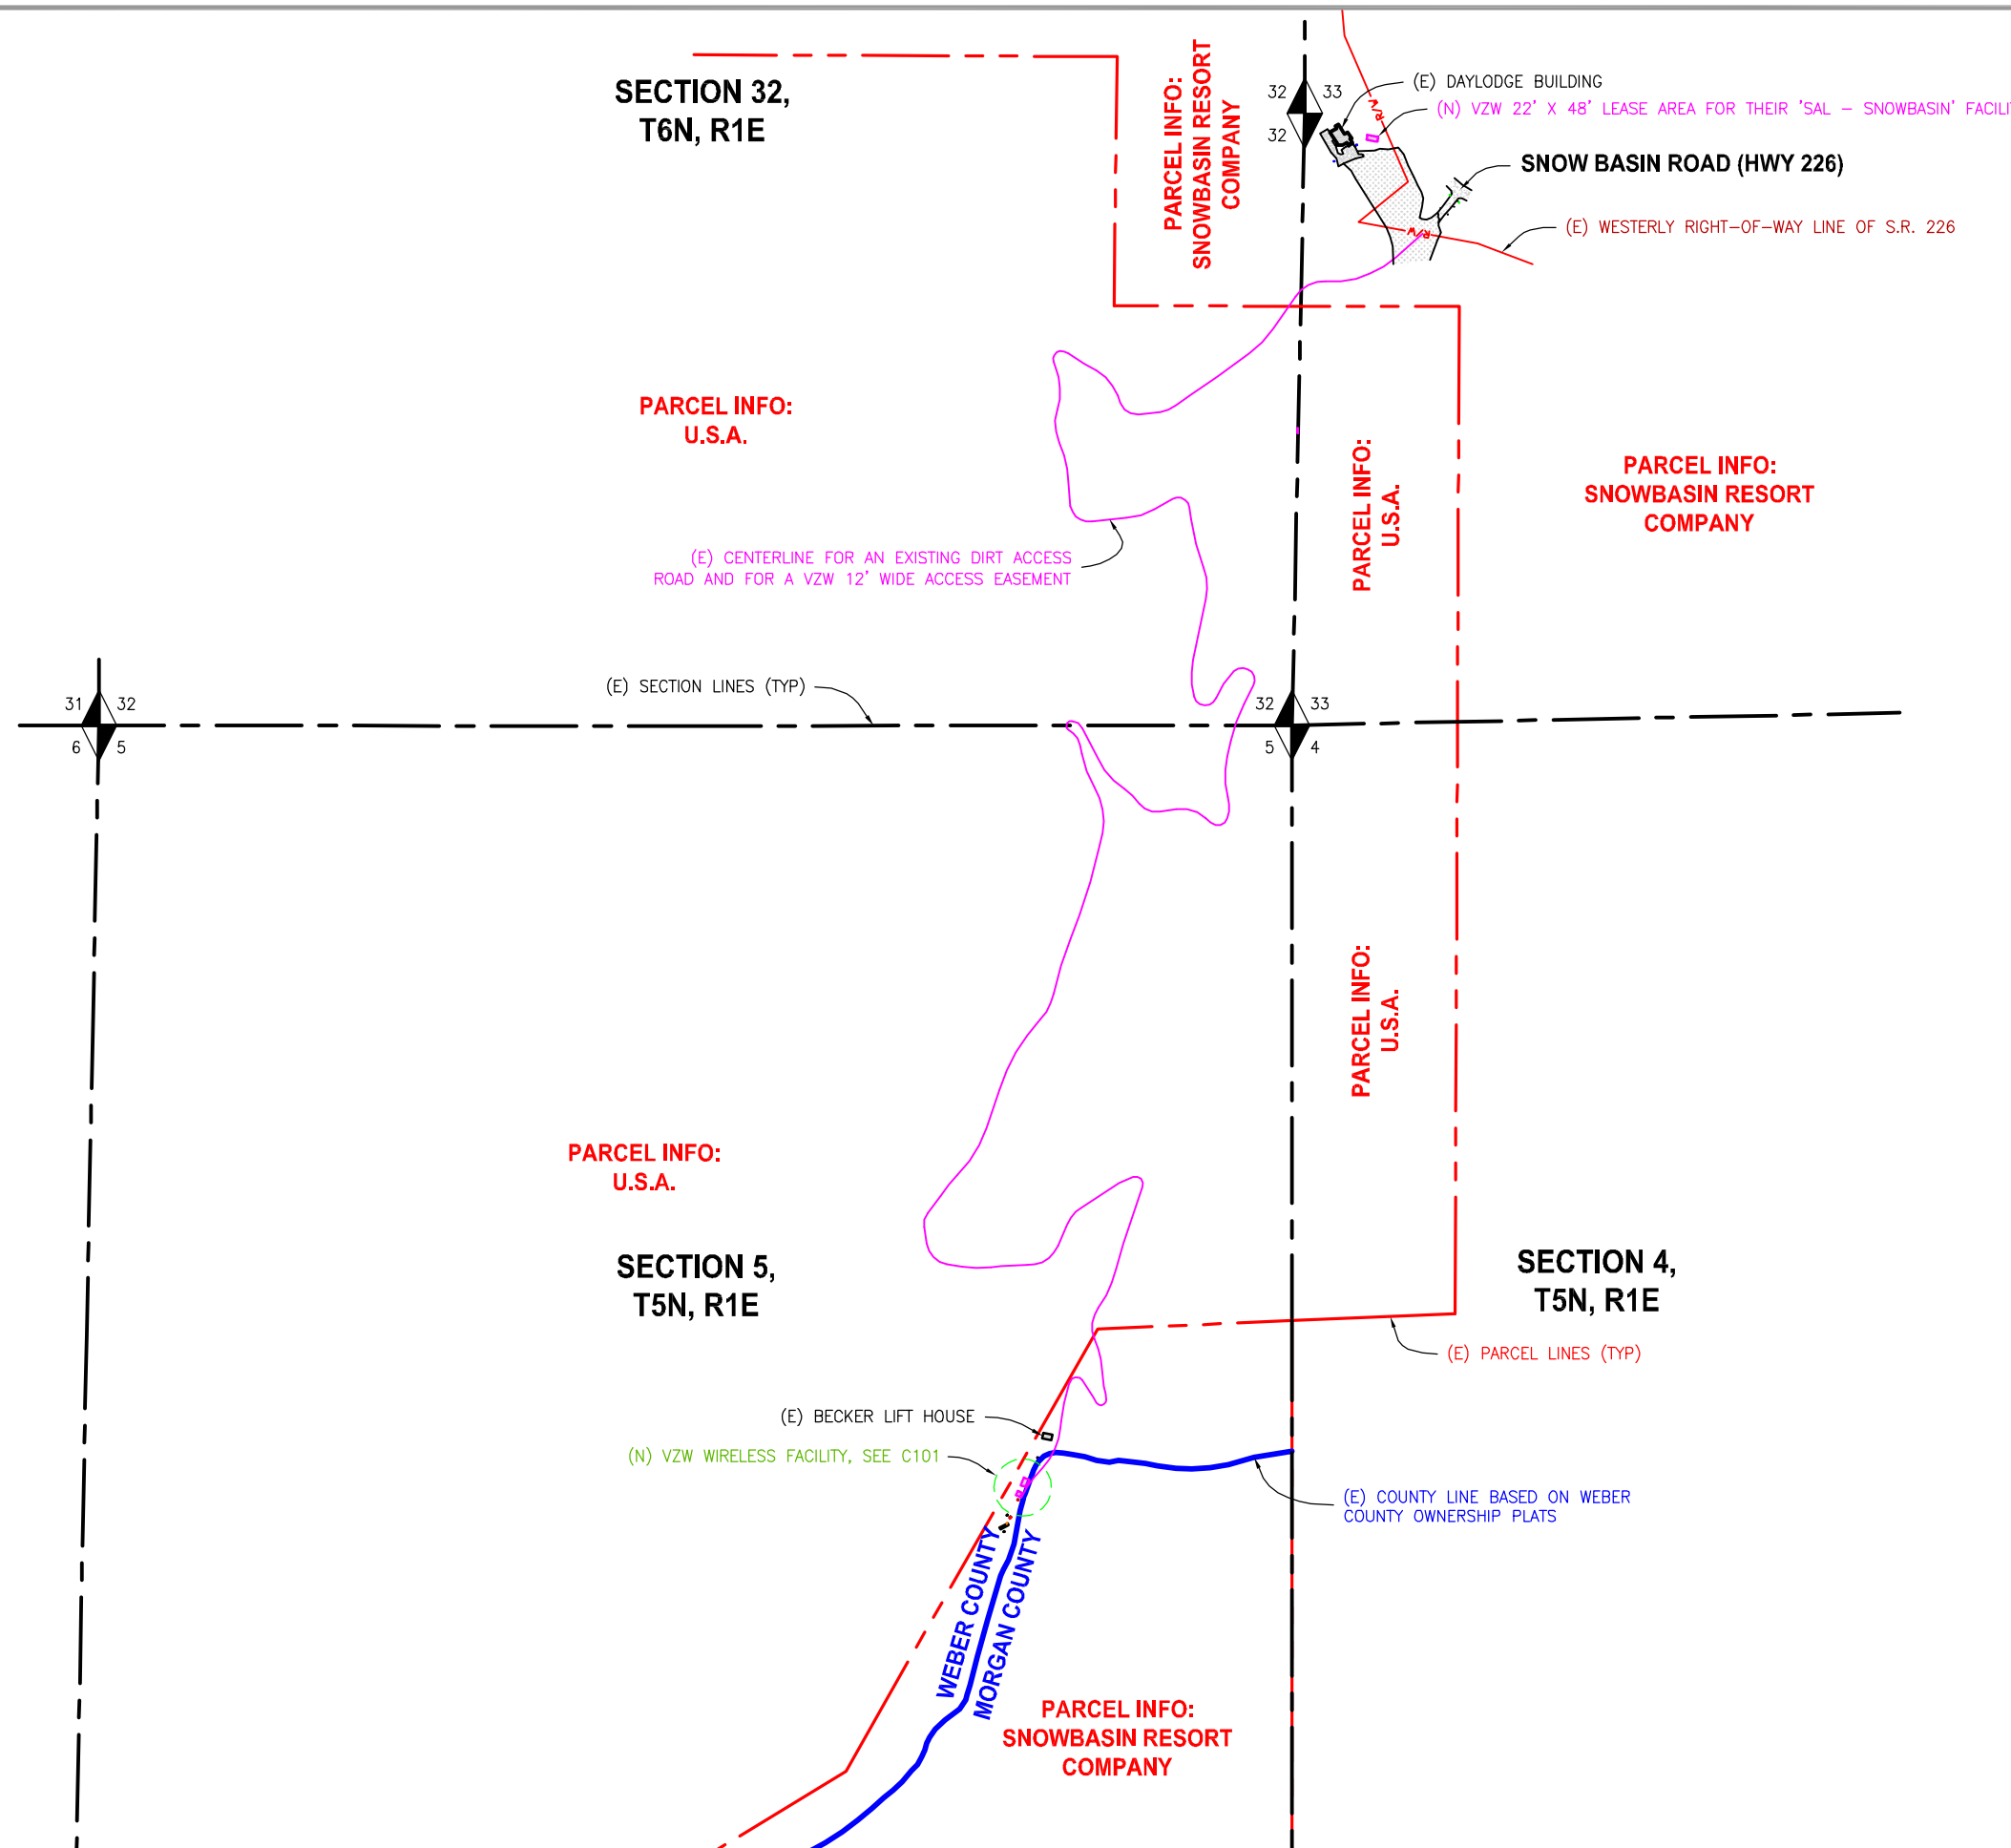 SECTION 32,
T6N, R1E
PARCEL INFO:
SNOWBASIN RESORT
COMPANY
32
33
32
(E) DAYLODGE BUILDING
(N) VZW 22' X 48' LEASE AREA FOR THEIR 'SAL – SNOWBASIN'
SNOW BASIN ROAD (HWY 226)
R/W
R/W
(E) WESTERLY RIGHT-OF-WAY LINE OF S.R. 226
PARCEL INFO:
U.S.A.
PARCEL INFO:
U.S.A.
PARCEL INFO:
SNOWBASIN RESORT
COMPANY
(E) CENTERLINE FOR AN EXISTING DIRT ACCESS
ROAD AND FOR A VZW 12' WIDE ACCESS EASEMENT
(E) SECTION LINES (TYP)
31
32
6
5
32
33
5
4
PARCEL INFO:
U.S.A.
PARCEL INFO:
U.S.A.
SECTION 5,
T5N, R1E
SECTION 4,
T5N, R1E
(E) PARCEL LINES (TYP)
(E) BECKER LIFT HOUSE
(N) VZW WIRELESS FACILITY, SEE C101
(E) COUNTY LINE BASED ON WEBER
COUNTY OWNERSHIP PLATS
WEBER COUNTY
MORGAN COUNTY
PARCEL INFO:
SNOWBASIN RESORT
COMPANY